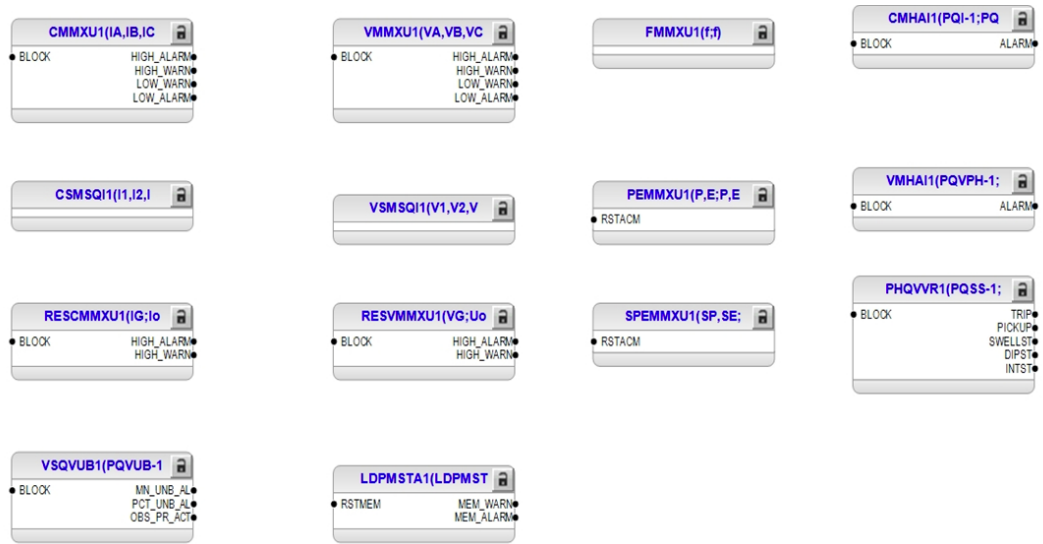 CMMXU1(IA,IB,IC
BLOCK HIGH_ALARM
HIGH_WARN
LOW_WARN
LOW_ALARM
VMMXU1(VA,VB,VC
BLOCK HIGH_ALARM
HIGH_WARN
LOW_WARN
LOW_ALARM
FMMXU1(f;f)
CMHAI1(PQI-1;PQ
BLOCK ALARM
CSMSQI1(I1,I2,I
VSMSQI1(V1,V2,V
PEMMXU1(P,E;P,E
RSTACM
VMHAI1(PQVPH-1;
BLOCK ALARM
RESCMMXU1(IG;Io
BLOCK HIGH_ALARM
HIGH_WARN
RESVMMXU1(VG;Uo
BLOCK HIGH_ALARM
HIGH_WARN
SPEMMXU1(SP,SE;
RSTACM
PHQVVR1(PQSS-1;
BLOCK TRIP
PICKUP
SWELLST
DIPST
INTST
VSQVUB1(PQVUB-1
BLOCK MN_UNB_AL
PCT_UNB_AL
OBS_PR_ACT
LDPMSTA1(LDPMST
RSTMEM MEM_WARN
MEM_ALARM